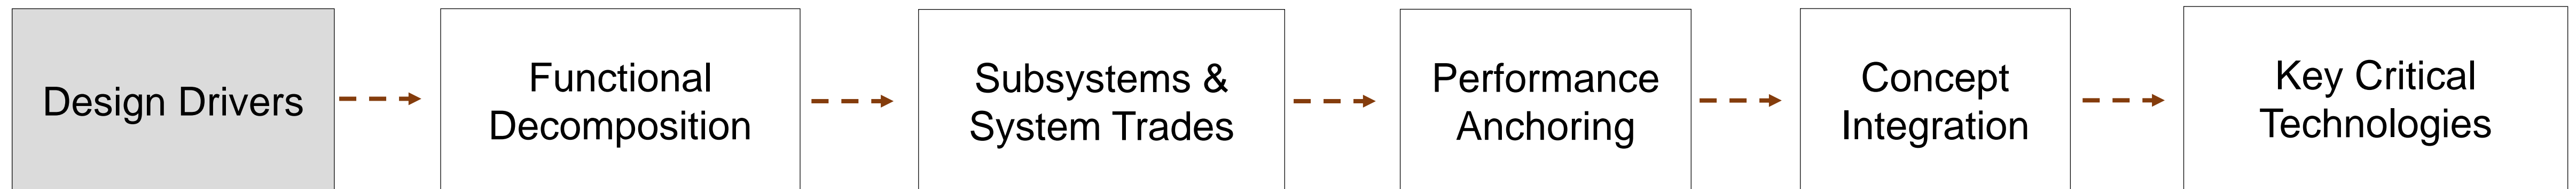 Design Drivers
Functional
Decomposition
Subsystems &
System Trades
Performance
Anchoring
Concept
Integration
Key Critical
Technologies